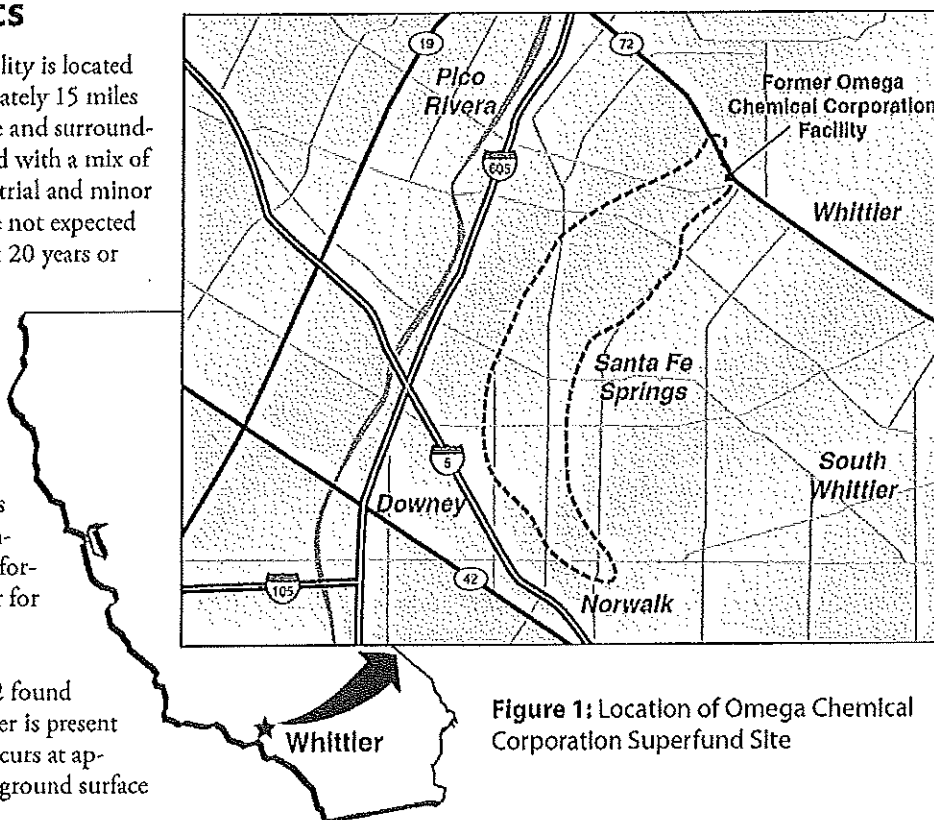 cs
lity is located
ately 15 miles
e and surround-
d with a mix of
trial and minor
e not expected
t 20 years or
s
n-
for-
r for
2 found
er is present
curs at ap-
ground surface
19
72
Pico
Rivera
605
Former Omega
Chemical Corporation
Facility
Whittier
Santa Fe
Springs
South
Whittier
5
Downey
105
42
Norwalk
Whittier
Figure 1: Location of Omega Chemical
Corporation Superfund Site